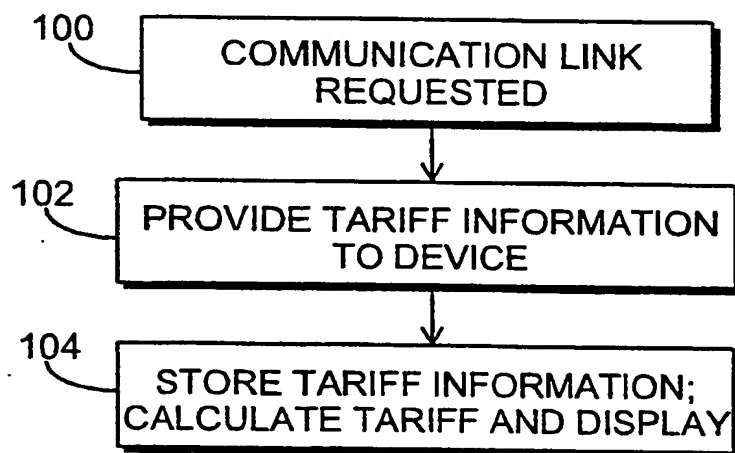 100
COMMUNICATION LINK
REQUESTED
102
PROVIDE TARIFF INFORMATION
TO DEVICE
104
STORE TARIFF INFORMATION;
CALCULATE TARIFF AND DISPLAY